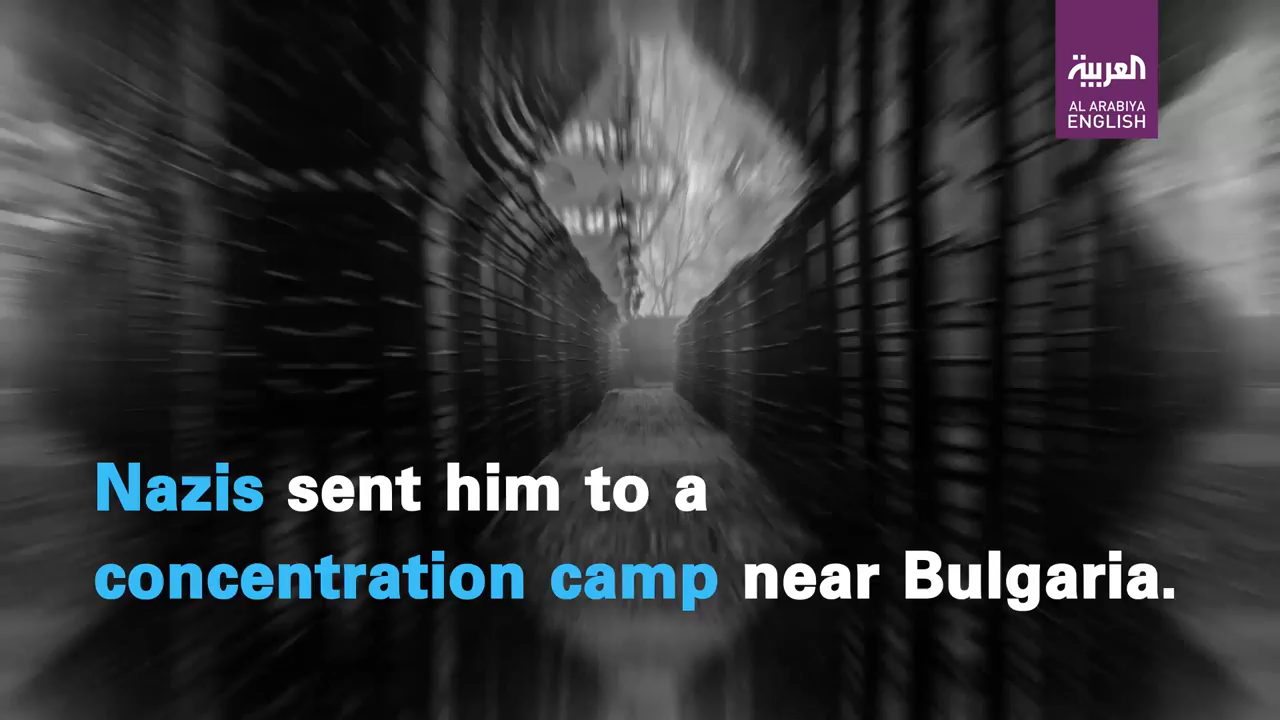 العربية
AL ARABIYA
ENGLISH
Nazis sent him to a
concentration camp near Bulgaria.